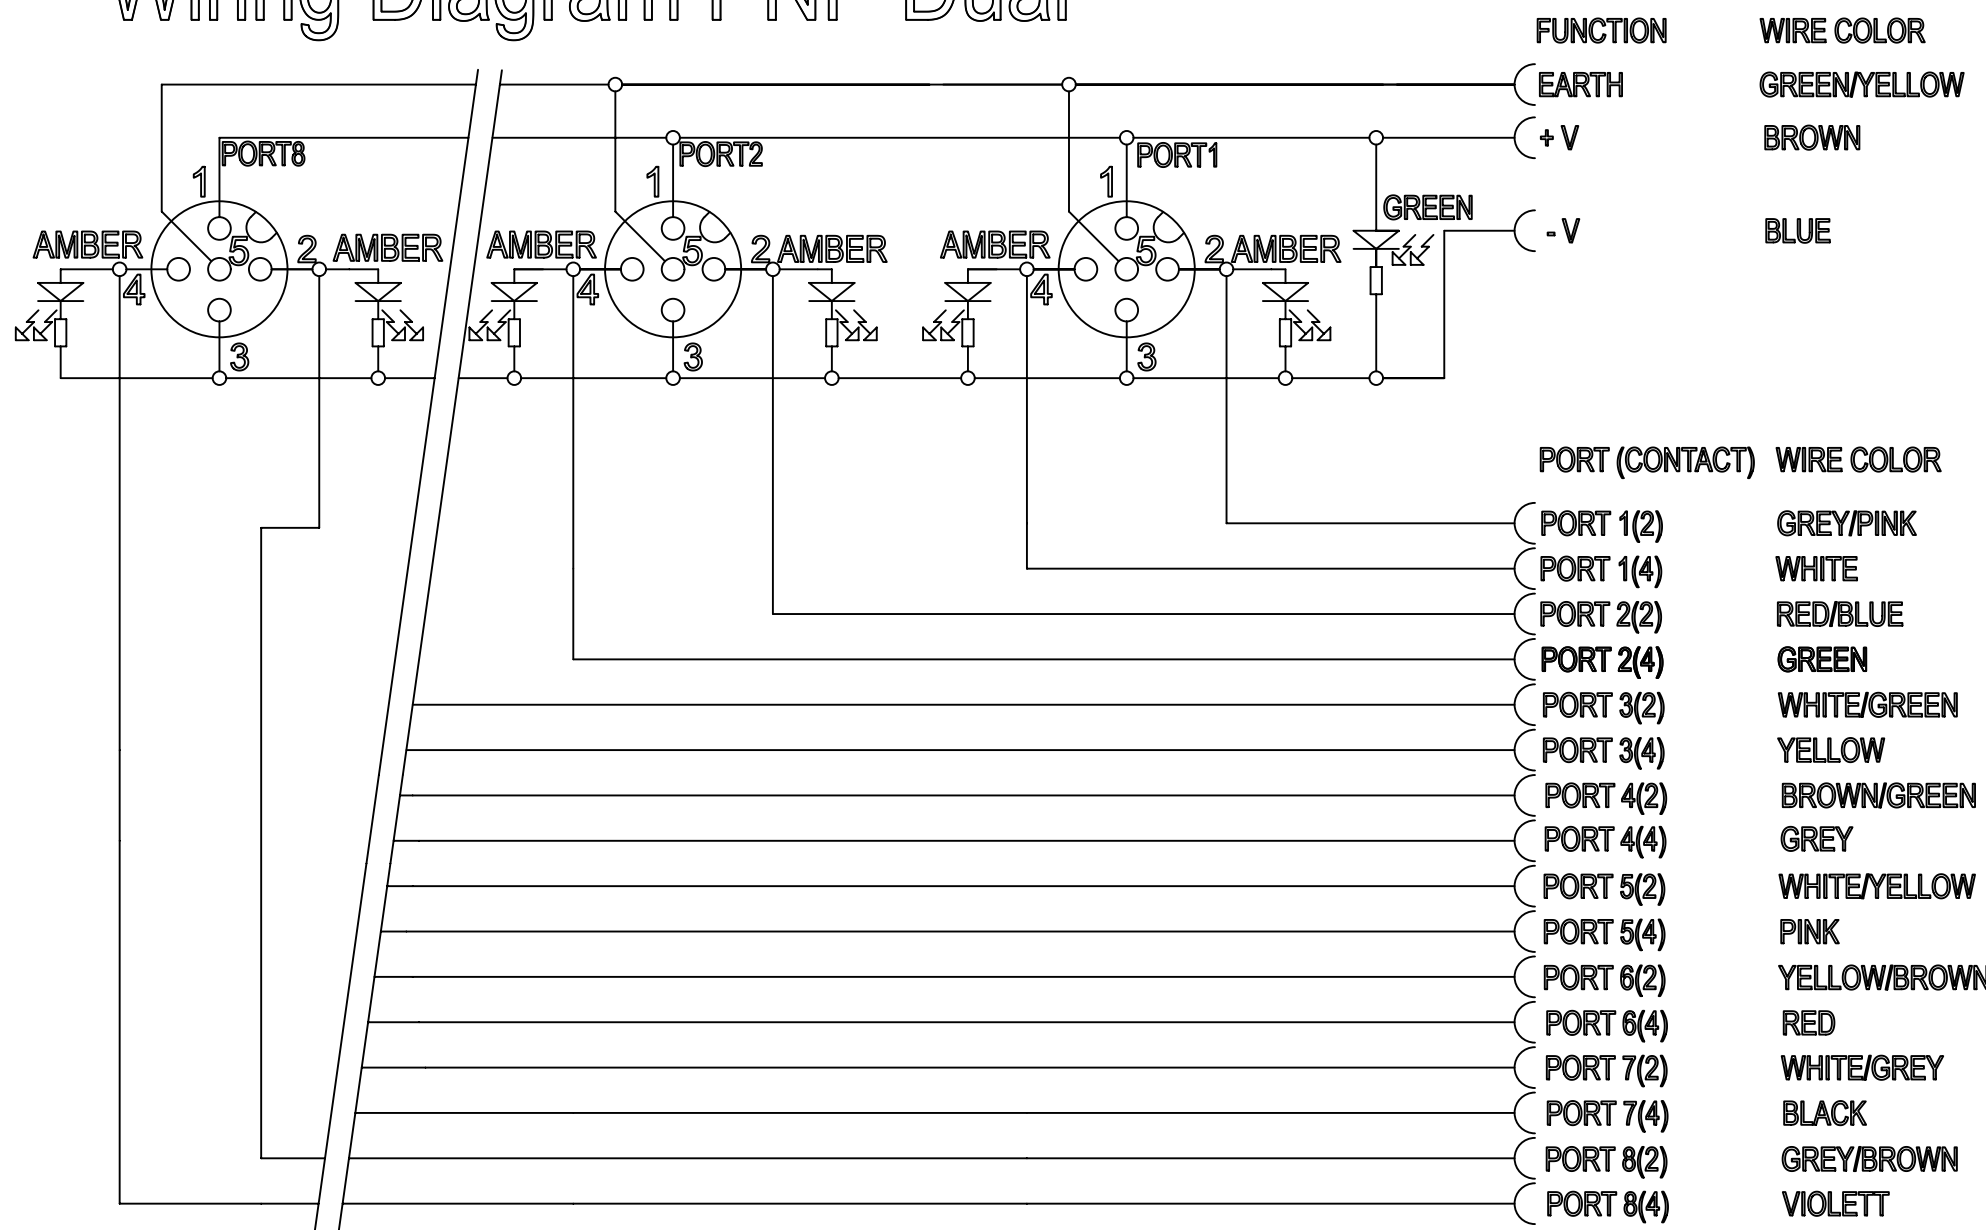 Wiring Diagram PNP Dual
FUNCTION WIRE COLOR
EARTH GREEN/YELLOW
+ V BROWN
- V BLUE
PORT8 PORT2 PORT1
1 1 1
GREEN
AMBER 5 2 AMBER AMBER 5 2 AMBER AMBER 5 2 AMBER
4 4 4
3 3 3
PORT (CONTACT) WIRE COLOR
PORT 1(2) GREY/PINK
PORT 1(4) WHITE
PORT 2(2) RED/BLUE
PORT 2(4) GREEN
PORT 3(2) WHITE/GREEN
PORT 3(4) YELLOW
PORT 4(2) BROWN/GREEN
PORT 4(4) GREY
PORT 5(2) WHITE/YELLOW
PORT 5(4) PINK
PORT 6(2) YELLOW/BROWN
PORT 6(4) RED
PORT 7(2) WHITE/GREY
PORT 7(4) BLACK
PORT 8(2) GREY/BROWN
PORT 8(4) VIOLETT